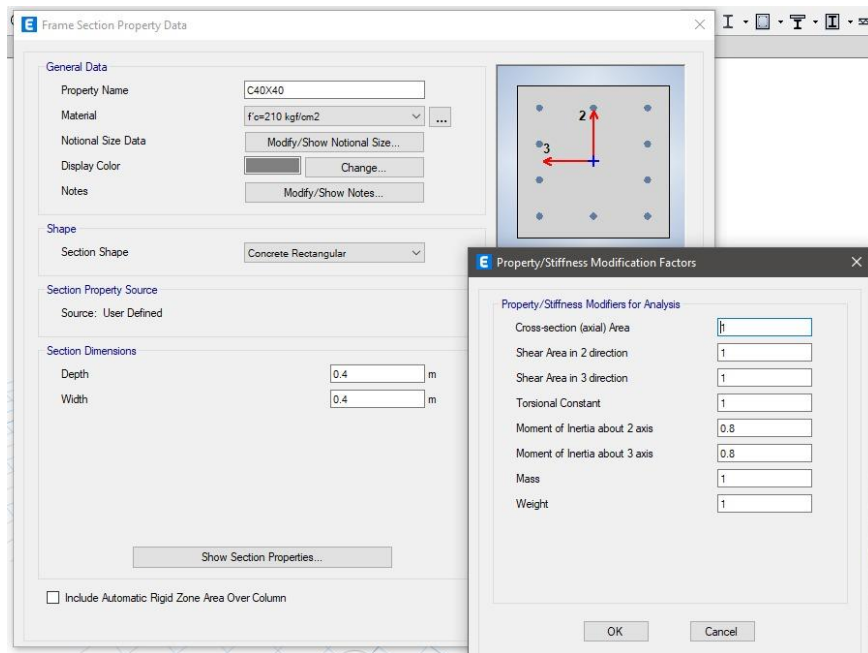 E Frame Section Property Data
General Data
Property Name C40X40
Material f'c=210 kgf/cm2 ...
Notional Size Data Modify/Show Notional Size...
Display Color Change...
Notes Modify/Show Notes...
2
3
Shape
Section Shape Concrete Rectangular
Section Property Source
Source: User Defined
Section Dimensions
Depth 0.4 m
Width 0.4 m
Show Section Properties...
Include Automatic Rigid Zone Area Over Column
E Property/Stiffness Modification Factors
Property/Stiffness Modifiers for Analysis
Cross-section (axial) Area 1
Shear Area in 2 direction 1
Shear Area in 3 direction 1
Torsional Constant 1
Moment of Inertia about 2 axis 0.8
Moment of Inertia about 3 axis 0.8
Mass 1
Weight 1
OK Cancel